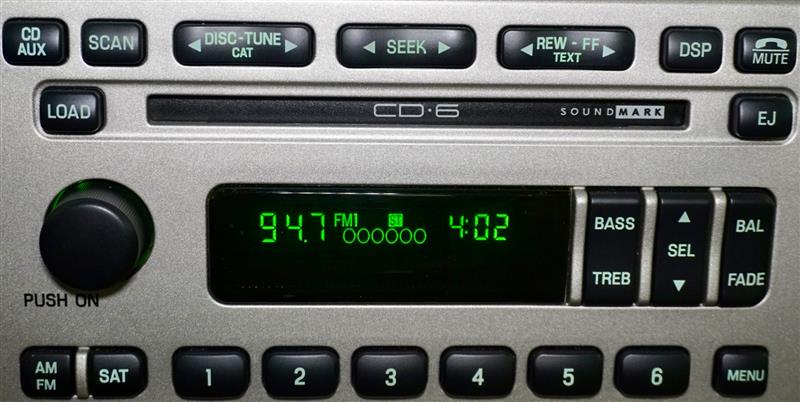 CD AUX
SCAN
DISC-TUNE
CAT
SEEK
REW - FF
TEXT
DSP
MUTE
LOAD
CD·6
SOUNDMARK
EJ
94.7 FM1 ST 4:02
BASS
TREB
SEL
BAL
FADE
PUSH ON
AM
FM
SAT
1
2
3
4
5
6
MENU